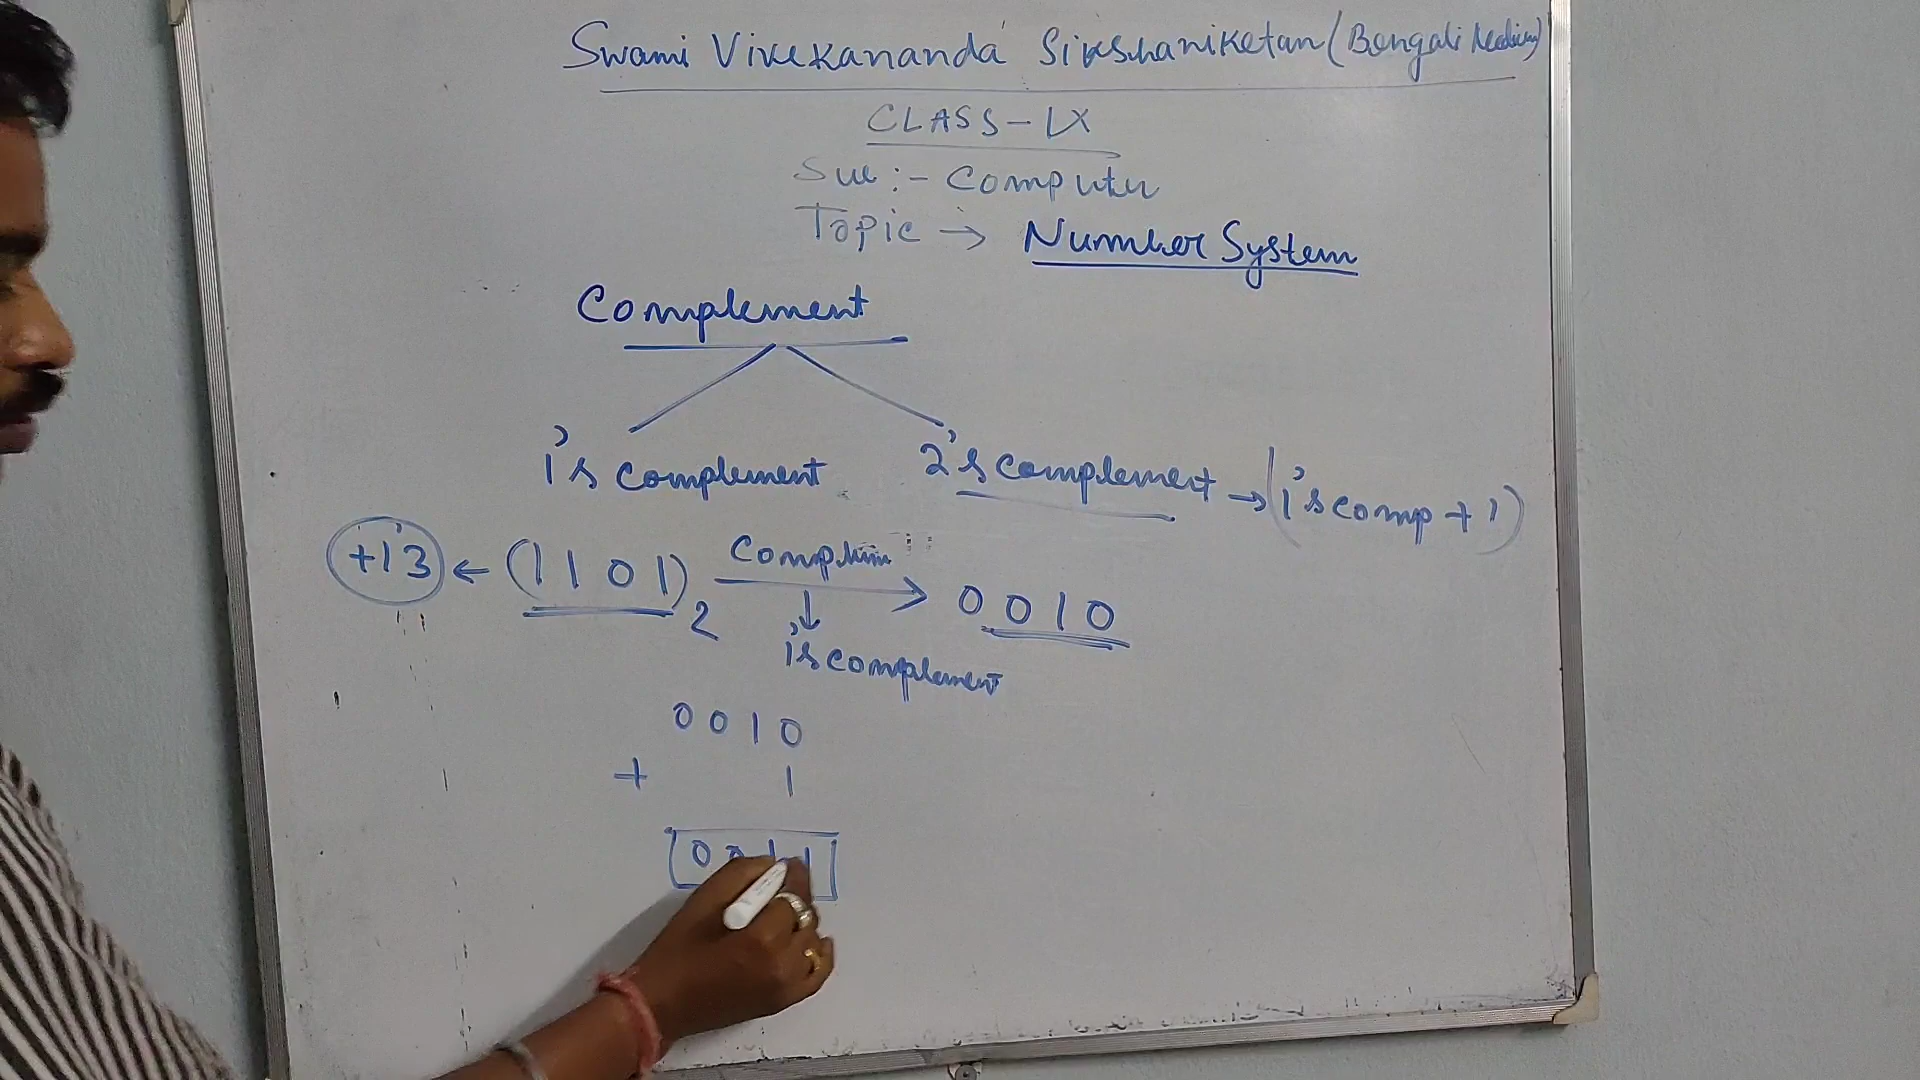 Swami Vivekananda Sikshaniketan (Bengali Medium)
CLASS - IX
Sub :- Computer
Topic → Number System
Complement
1's complement 2's complement → (1's comp + 1)
+13 ← (1101)2 Complim → 0010
↓
1's complement
0010
+ 1
0011